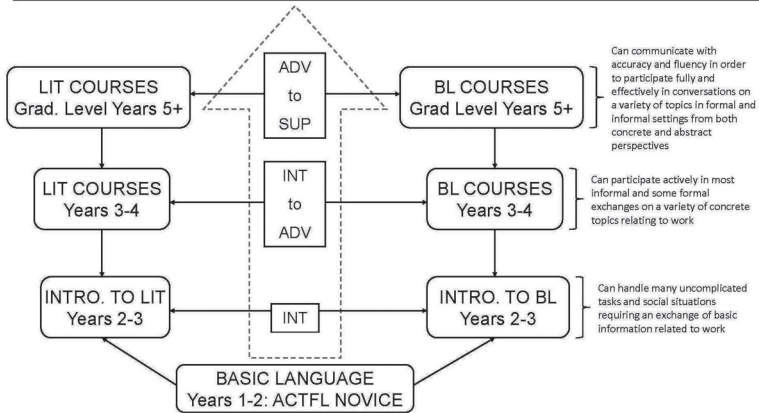 LIT COURSES
Grad. Level Years 5+
ADV
to
SUP
BL COURSES
Grad Level Years 5+
Can communicate with
accuracy and fluency in order
to participate fully and
effectively in conversations on
a variety of topics in formal and
informal settings from both
concrete and abstract
perspectives
LIT COURSES
Years 3-4
INT
to
ADV
BL COURSES
Years 3-4
Can participate actively in most
informal and some formal
exchanges on a variety of concrete
topics relating to work
INTRO. TO LIT
Years 2-3
INT
INTRO. TO BL
Years 2-3
Can handle many uncomplicated
tasks and social situations
requiring an exchange of basic
information related to work
BASIC LANGUAGE
Years 1-2: ACTFL NOVICE